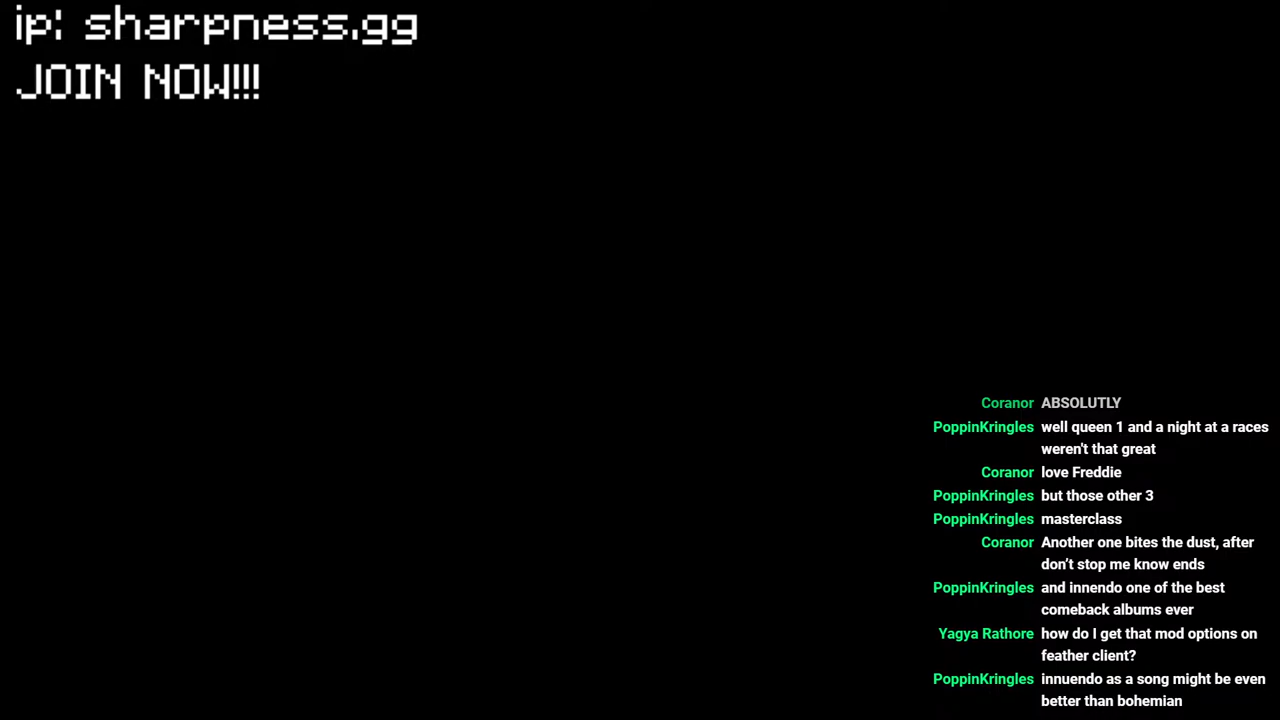 ip: sharpness.gg
JOIN NOW!!!
Coranor ABSOLUTLY
PoppinKringles well queen 1 and a night at a races
weren't that great
Coranor love Freddie
PoppinKringles but those other 3
PoppinKringles masterclass
Coranor Another one bites the dust, after
don’t stop me know ends
PoppinKringles and innendo one of the best
comeback albums ever
Yagya Rathore how do I get that mod options on
feather client?
PoppinKringles innuendo as a song might be even
better than bohemian